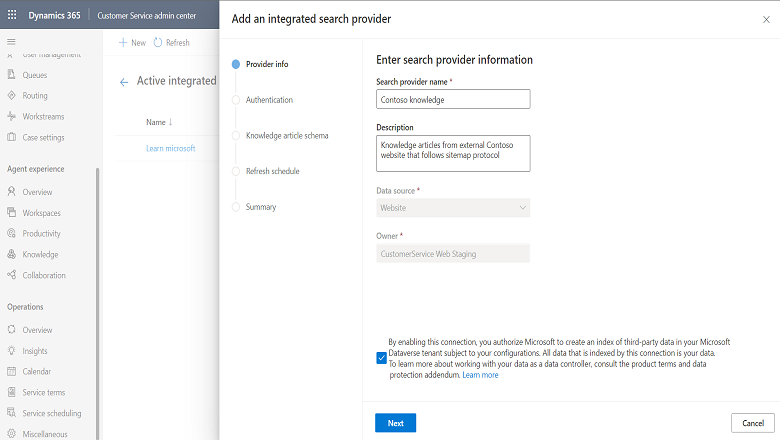 Dynamics 365
Customer Service admin center
User management
Queues
Routing
Workstreams
Case settings
Agent experience
Overview
Workspaces
Productivity
Knowledge
Collaboration
Operations
Overview
Insights
Calendar
Service terms
Service scheduling
Miscellaneous
New
Refresh
Active integrated
Name ↓
Learn microsoft
Add an integrated search provider
Provider info
Authentication
Knowledge article schema
Refresh schedule
Summary
Enter search provider information
Search provider name *
Contoso knowledge
Description
Knowledge articles from external Contoso
website that follows sitemap protocol
Data source *
Website
Owner *
CustomerService Web Staging
By enabling this connection, you authorize Microsoft to create an index of third-party data in your Microsoft
Dataverse tenant subject to your configurations. All data that is indexed by this connection is your data.
To learn more about working with your data as a data controller, consult the product terms and data
protection addendum. Learn more
Next
Cancel